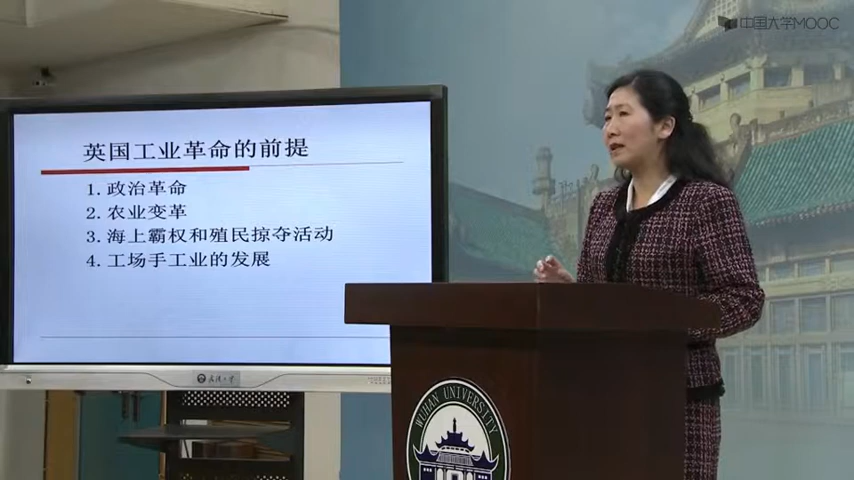 中国大学MOOC
英国工业革命的前提
1. 政治革命
2. 农业变革
3. 海上霸权和殖民掠夺活动
4. 工场手工业的发展
武汉大学
WUHAN UNIVERSITY